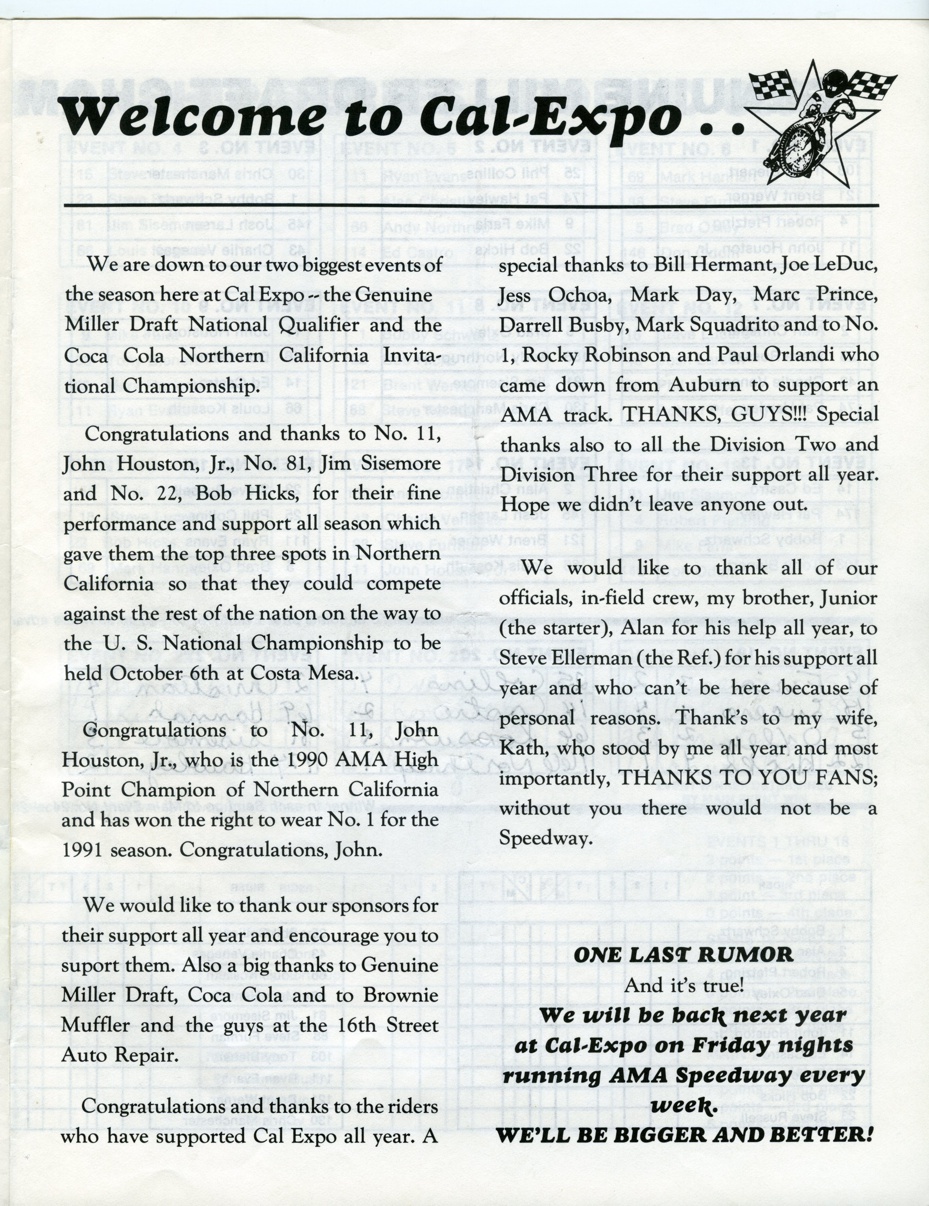 Welcome to Cal-Expo . .
We are down to our two biggest events of
the season here at Cal Expo -- the Genuine
Miller Draft National Qualifier and the
Coca Cola Northern California Invita-
tional Championship.
Congratulations and thanks to No. 11,
John Houston, Jr., No. 81, Jim Sisemore
and No. 22, Bob Hicks, for their fine
performance and support all season which
gave them the top three spots in Northern
California so that they could compete
against the rest of the nation on the way to
the U. S. National Championship to be
held October 6th at Costa Mesa.
Congratulations to No. 11, John
Houston, Jr., who is the 1990 AMA High
Point Champion of Northern California
and has won the right to wear No. 1 for the
1991 season. Congratulations, John.
We would like to thank our sponsors for
their support all year and encourage you to
suport them. Also a big thanks to Genuine
Miller Draft, Coca Cola and to Brownie
Muffler and the guys at the 16th Street
Auto Repair.
Congratulations and thanks to the riders
who have supported Cal Expo all year. A
special thanks to Bill Hermant, Joe LeDuc,
Jess Ochoa, Mark Day, Marc Prince,
Darrell Busby, Mark Squadrito and to No.
1, Rocky Robinson and Paul Orlandi who
came down from Auburn to support an
AMA track. THANKS, GUYS!!! Special
thanks also to all the Division Two and
Division Three for their support all year.
Hope we didn't leave anyone out.
We would like to thank all of our
officials, in-field crew, my brother, Junior
(the starter), Alan for his help all year, to
Steve Ellerman (the Ref.) for his support all
year and who can't be here because of
personal reasons. Thank's to my wife,
Kath, who stood by me all year and most
importantly, THANKS TO YOU FANS;
without you there would not be a
Speedway.
ONE LAST RUMOR
And it's true!
We will be back next year
at Cal-Expo on Friday nights
running AMA Speedway every
week.
WE'LL BE BIGGER AND BETTER!